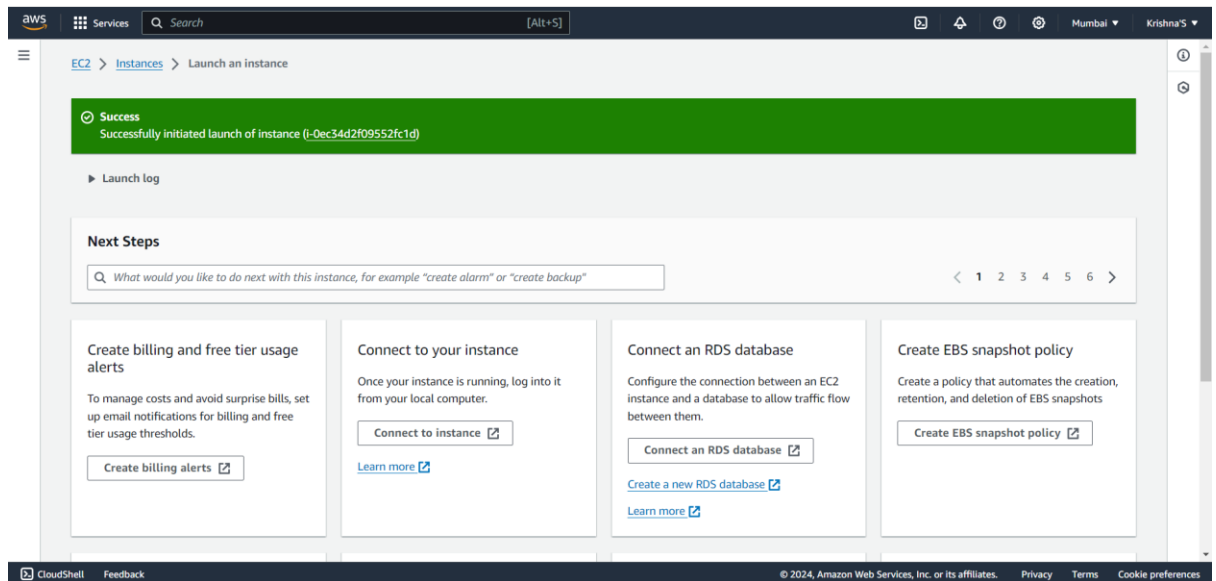 aws
Services
Search
[Alt+S]
Mumbai
Krishna'S
EC2 > Instances > Launch an instance
Success
Successfully initiated launch of instance (i-0ec34d2f09552fc1d)
Launch log
Next Steps
What would you like to do next with this instance, for example "create alarm" or "create backup"
1 2 3 4 5 6
Create billing and free tier usage
alerts
To manage costs and avoid surprise bills, set
up email notifications for billing and free
tier usage thresholds.
Create billing alerts
Connect to your instance
Once your instance is running, log into it
from your local computer.
Connect to instance
Learn more
Connect an RDS database
Configure the connection between an EC2
instance and a database to allow traffic flow
between them.
Connect an RDS database
Create a new RDS database
Learn more
Create EBS snapshot policy
Create a policy that automates the creation,
retention, and deletion of EBS snapshots
Create EBS snapshot policy
CloudShell
Feedback
© 2024, Amazon Web Services, Inc. or its affiliates.
Privacy
Terms
Cookie preferences